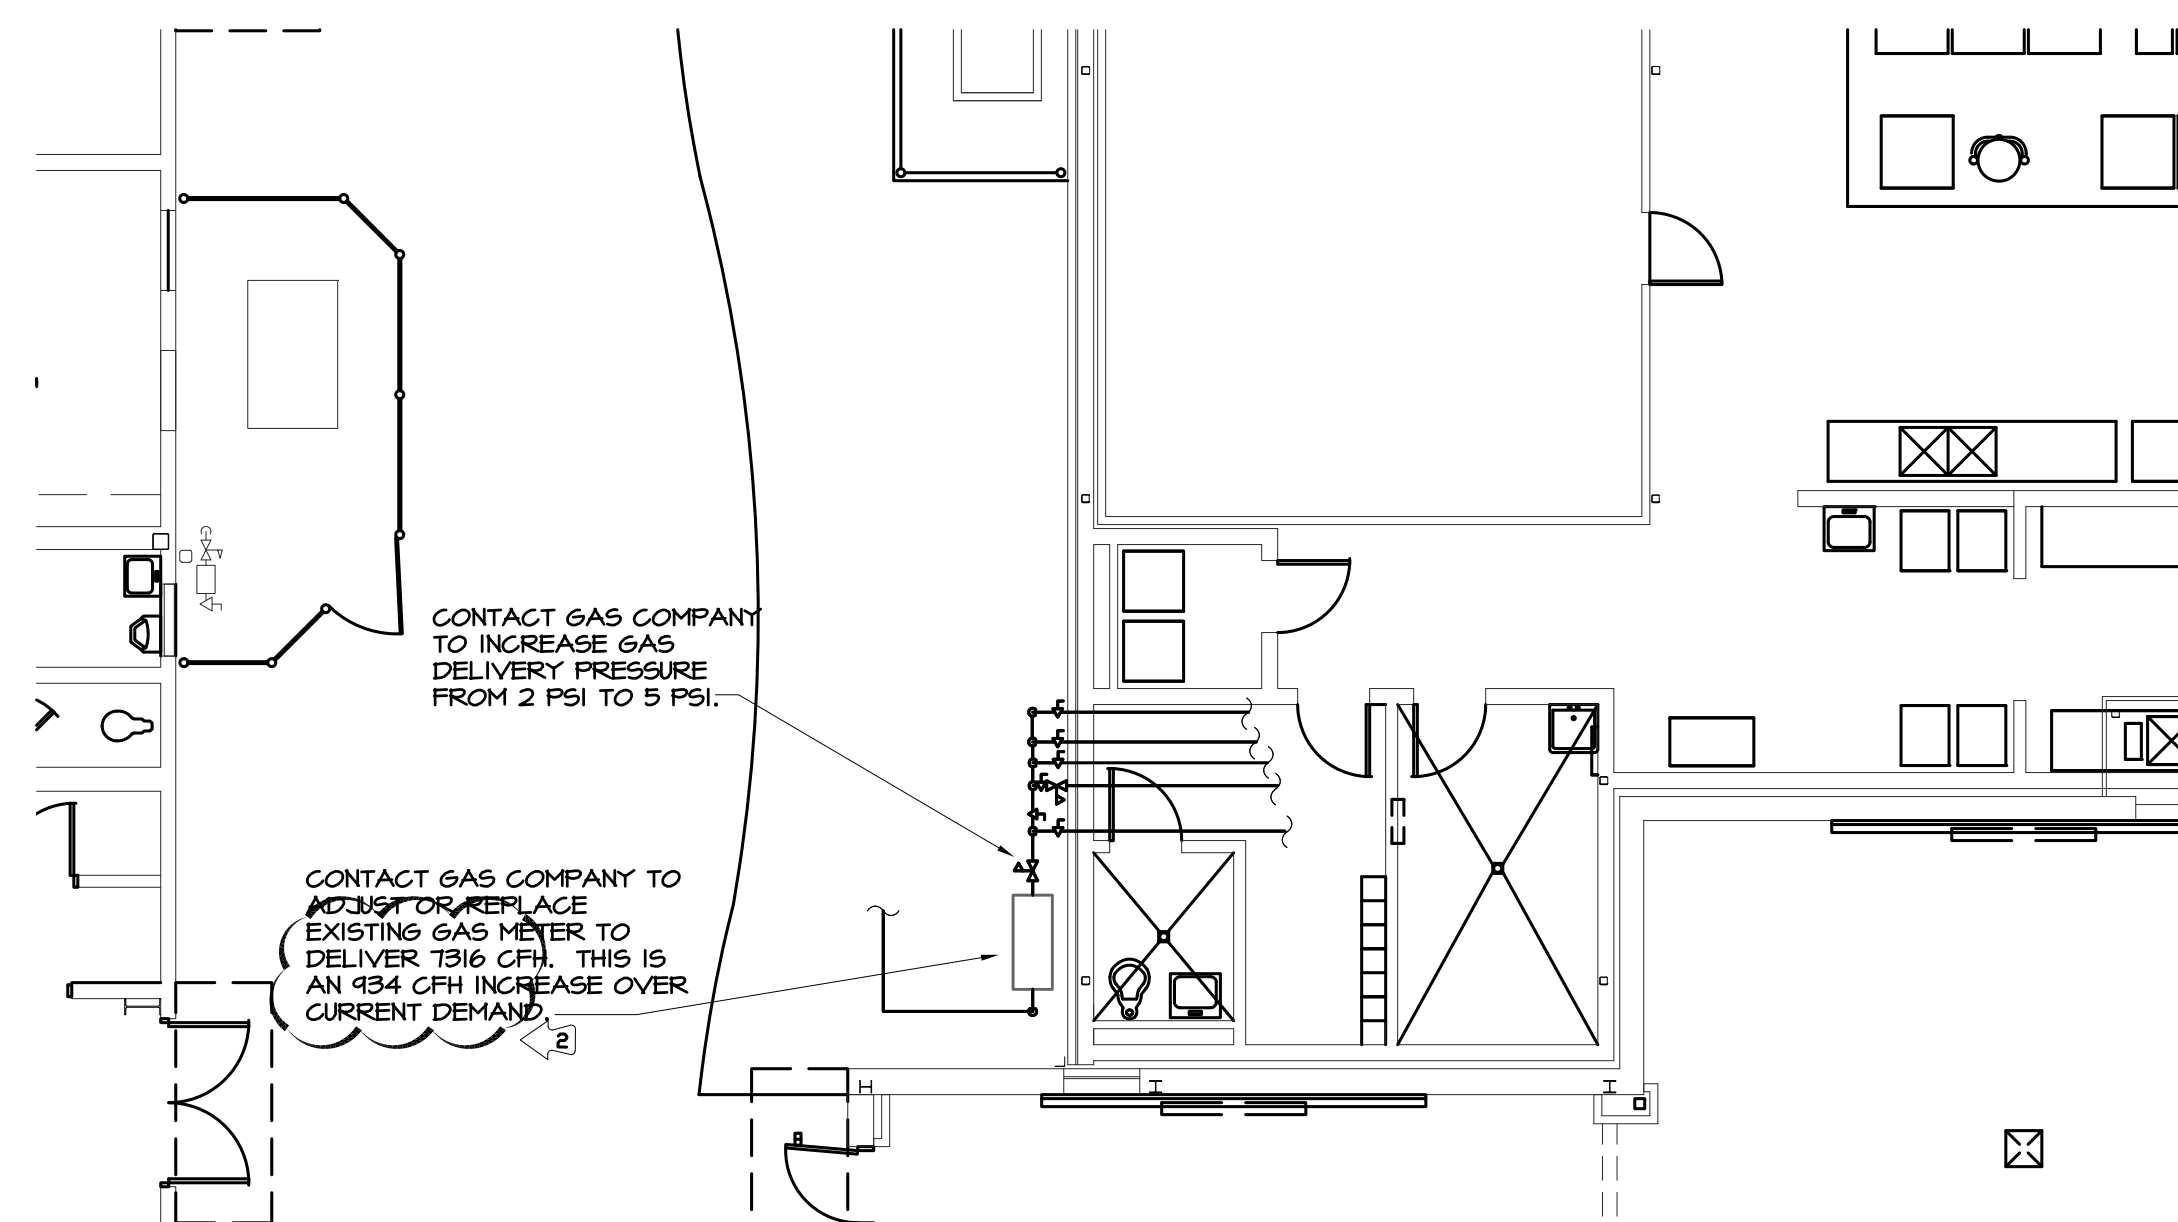 CONTACT GAS COMPANY
TO INCREASE GAS
DELIVERY PRESSURE
FROM 2 PSI TO 5 PSI.
CONTACT GAS COMPANY TO
ADJUST OR REPLACE
EXISTING GAS METER TO
DELIVER 7316 CFH. THIS IS
AN 934 CFH INCREASE OVER
CURRENT DEMAND.
2